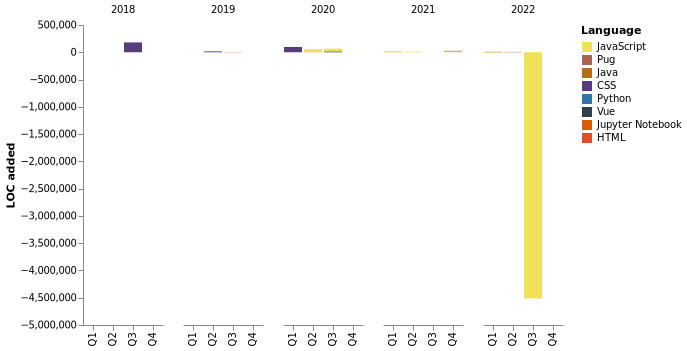 2018 2019 2020 2021 2022
Language
JavaScript
Pug
Java
CSS
Python
Vue
Jupyter Notebook
HTML
LOC added
500,000
0
−500,000
−1,000,000
−1,500,000
−2,000,000
−2,500,000
−3,000,000
−3,500,000
−4,000,000
−4,500,000
−5,000,000
Q1 Q2 Q3 Q4 Q1 Q2 Q3 Q4 Q1 Q2 Q3 Q4 Q1 Q2 Q3 Q4 Q1 Q2 Q3 Q4